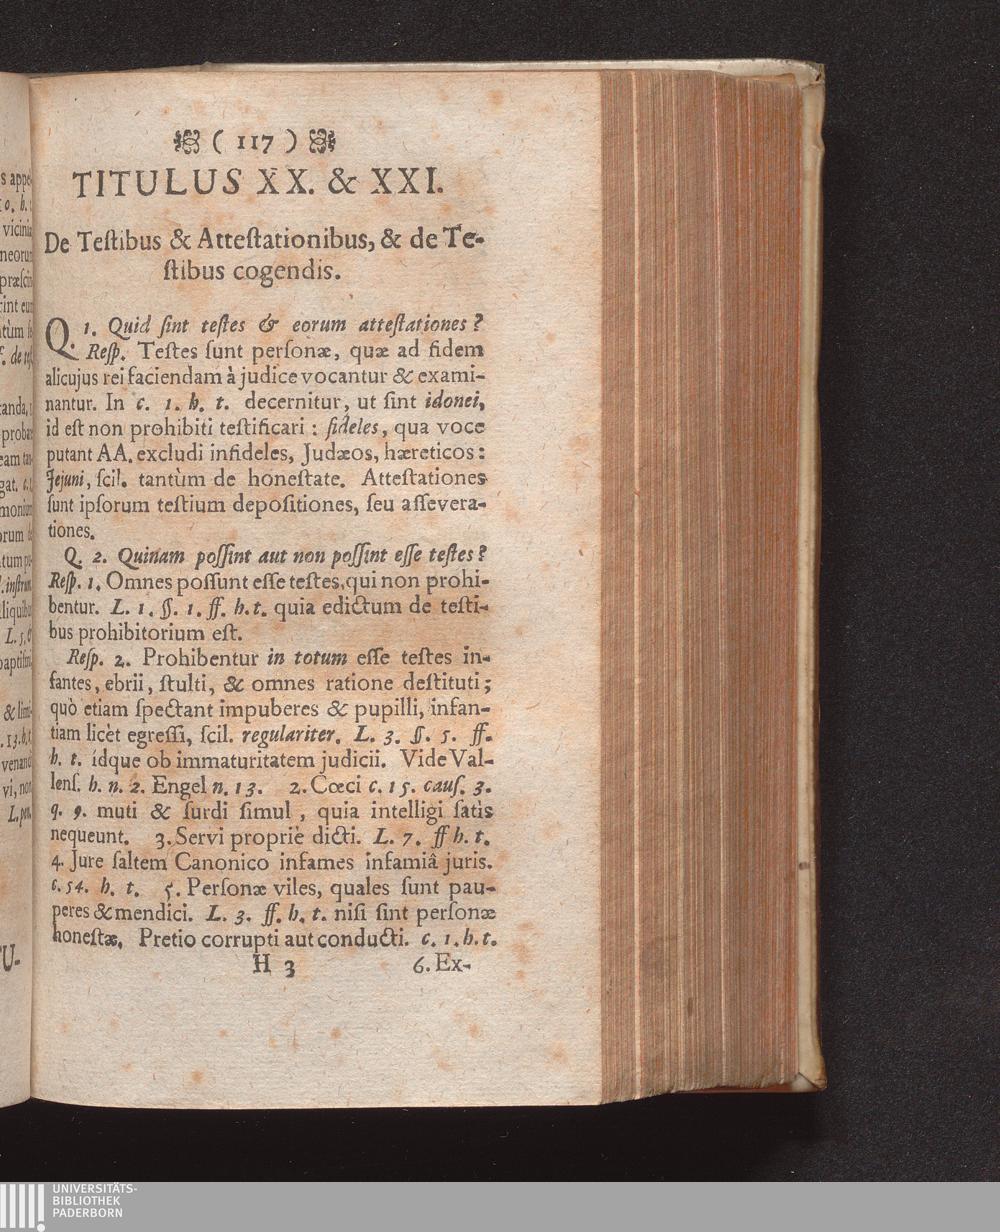 ( 117 )
TITULUS XX. & XXI.
De Teſtibus & Atteſtationibus, & de Te-
ſtibus cogendis.
Q. 1. Quid ſint teſtes & eorum atteſtationes?
Reſp. Teſtes ſunt perſonæ, quæ ad fidem
alicujus rei faciendam à judice vocantur & exami-
nantur. In c. 1. h. t. decernitur, ut ſint idonei,
id eſt non prohibiti teſtificari: fideles, qua voce
putant AA. excludi infideles, Judæos, hæreticos:
Jejuni, ſcil. tantùm de honeſtate. Atteſtationes
ſunt ipſorum teſtium depoſitiones, ſeu aſſevera-
tiones.
Q. 2. Quinam poſſint aut non poſſint eſſe teſtes?
Reſp. 1. Omnes poſſunt eſſe teſtes, qui non prohi-
bentur. L. 1. §. 1. ff. h. t. quia edictum de teſti-
bus prohibitorium eſt.
Reſp. 2. Prohibentur in totum eſſe teſtes in-
fantes, ebrii, ſtulti, & omnes ratione deſtituti;
quò etiam ſpectant impuberes & pupilli, infan-
tiam licèt egreſſi, ſcil. regulariter. L. 3. §. 5. ff.
h. t. idque ob immaturitatem judicii. Vide Val-
lenſ. h. n. 2. Engel n. 13. 2. Cœci c. 15. cauſ. 3.
q. 9. muti & ſurdi ſimul, quia intelligi ſatìs
nequeunt. 3. Servi propriè dicti. L. 7. ff h. t.
4. Jure ſaltem Canonico infames infamiâ juris.
c. 54. h. t. 5. Perſonæ viles, quales ſunt pau-
peres & mendici. L. 3. ff. h. t. niſi ſint perſonæ
honeſtæ. Pretio corrupti aut conducti. c. 1. h. t.
H 3 6. Ex-
UNIVERSITÄTS-
BIBLIOTHEK
PADERBORN